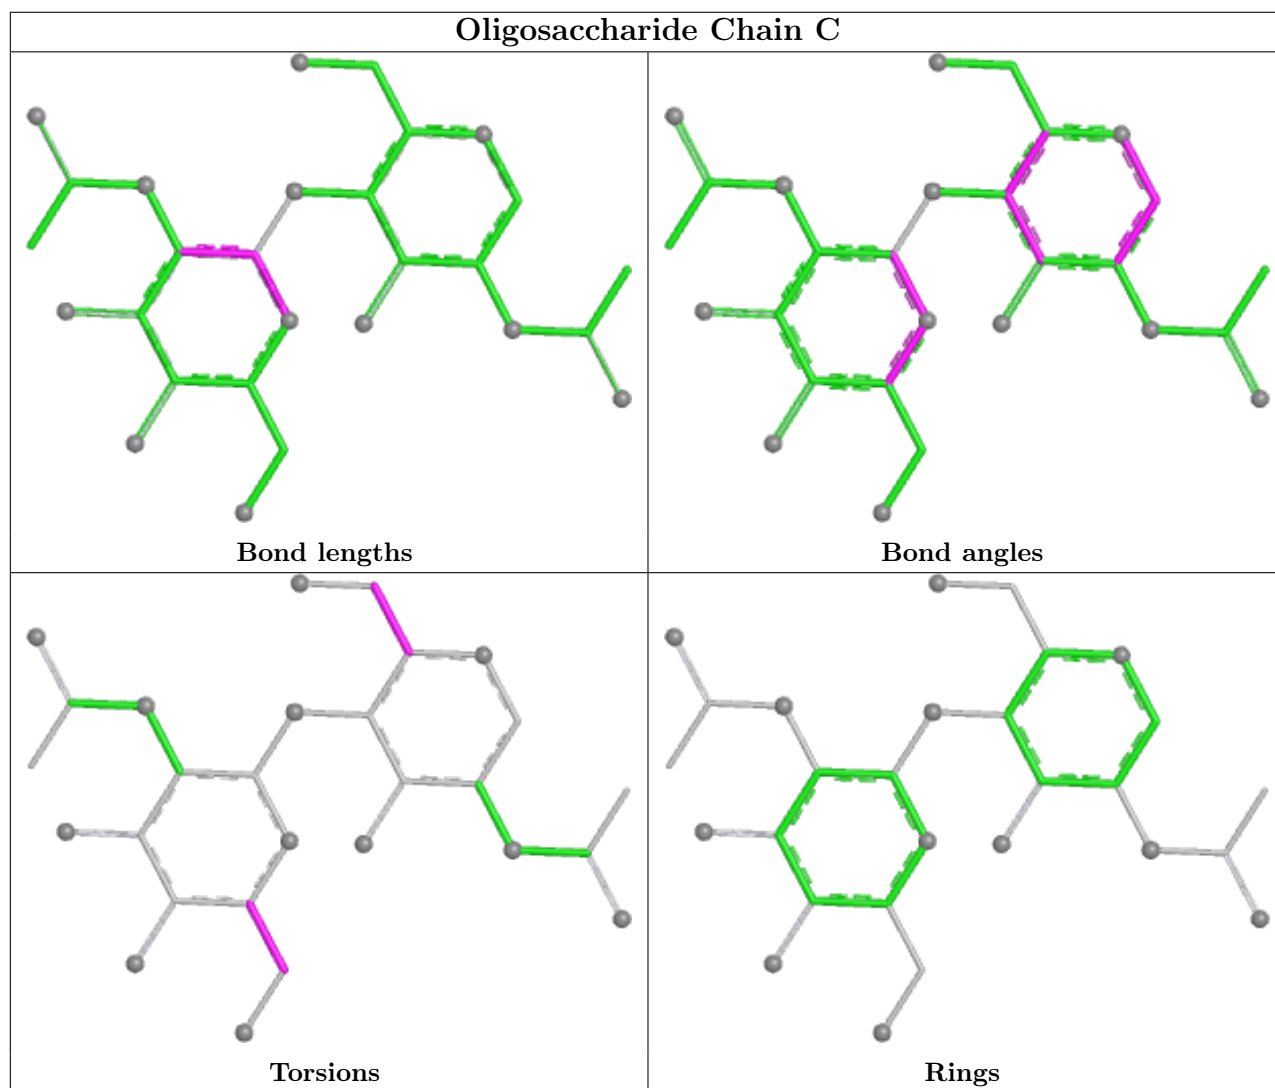 Oligosaccharide Chain C
Bond lengths
Bond angles
Torsions
Rings